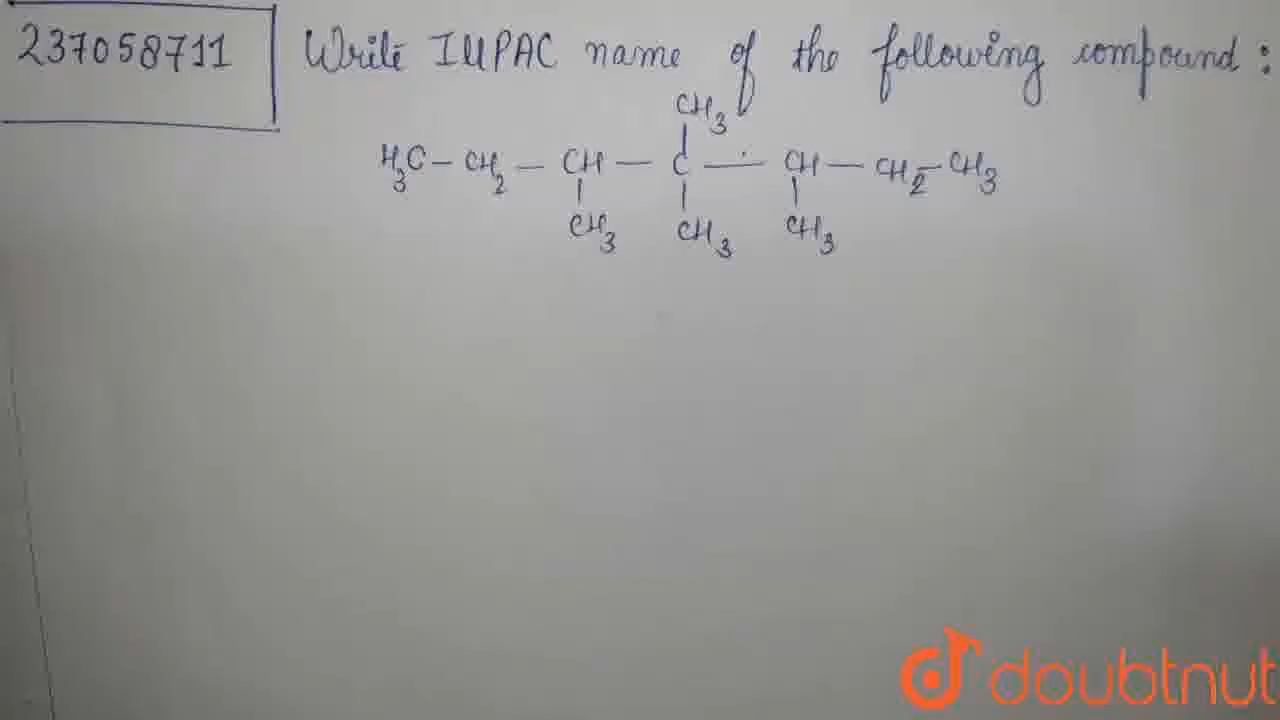 237058711 Write IUPAC name of the following compound :
CH3
H3C - CH2 - CH - C - CH - CH2 - CH3
CH3 CH3 CH3
doubtnut